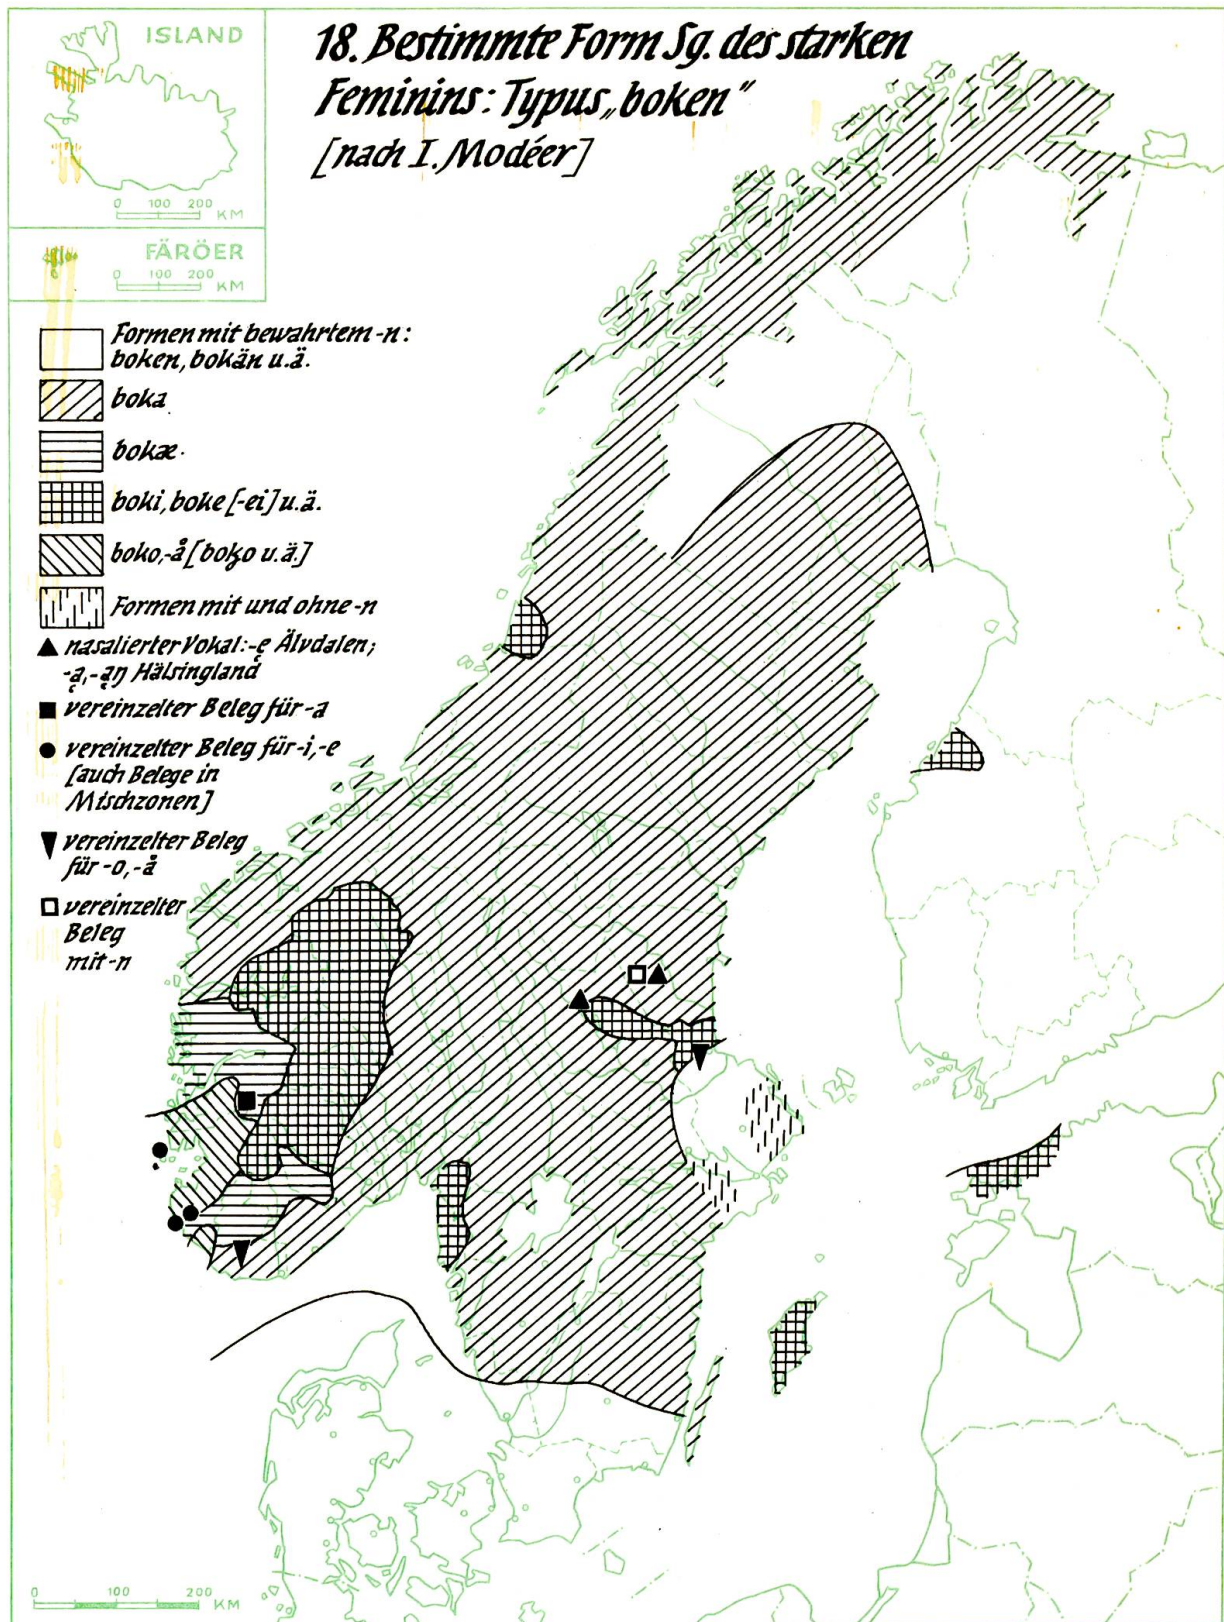 18. Bestimmte Form Sg. des starken
Feminins: Typus „boken“
[nach I. Modéer]
ISLAND
0 100 200 KM
FÄRÖER
0 100 200 KM
Formen mit bewahrtem -n:
boken, bokän u.ä.
boka
bokæ
boki, boke [-ei] u.ä.
boko, -å [boķo u.ä.]
Formen mit und ohne -n
nasalierter Vokal: -ę Älvdalen;
-ą, -ąŋ Hälsingland
vereinzelter Beleg für -a
vereinzelter Beleg für -i, -e
[auch Belege in
Mischzonen]
vereinzelter Beleg
für -o, -å
vereinzelter
Beleg
mit -n
0 100 200 KM